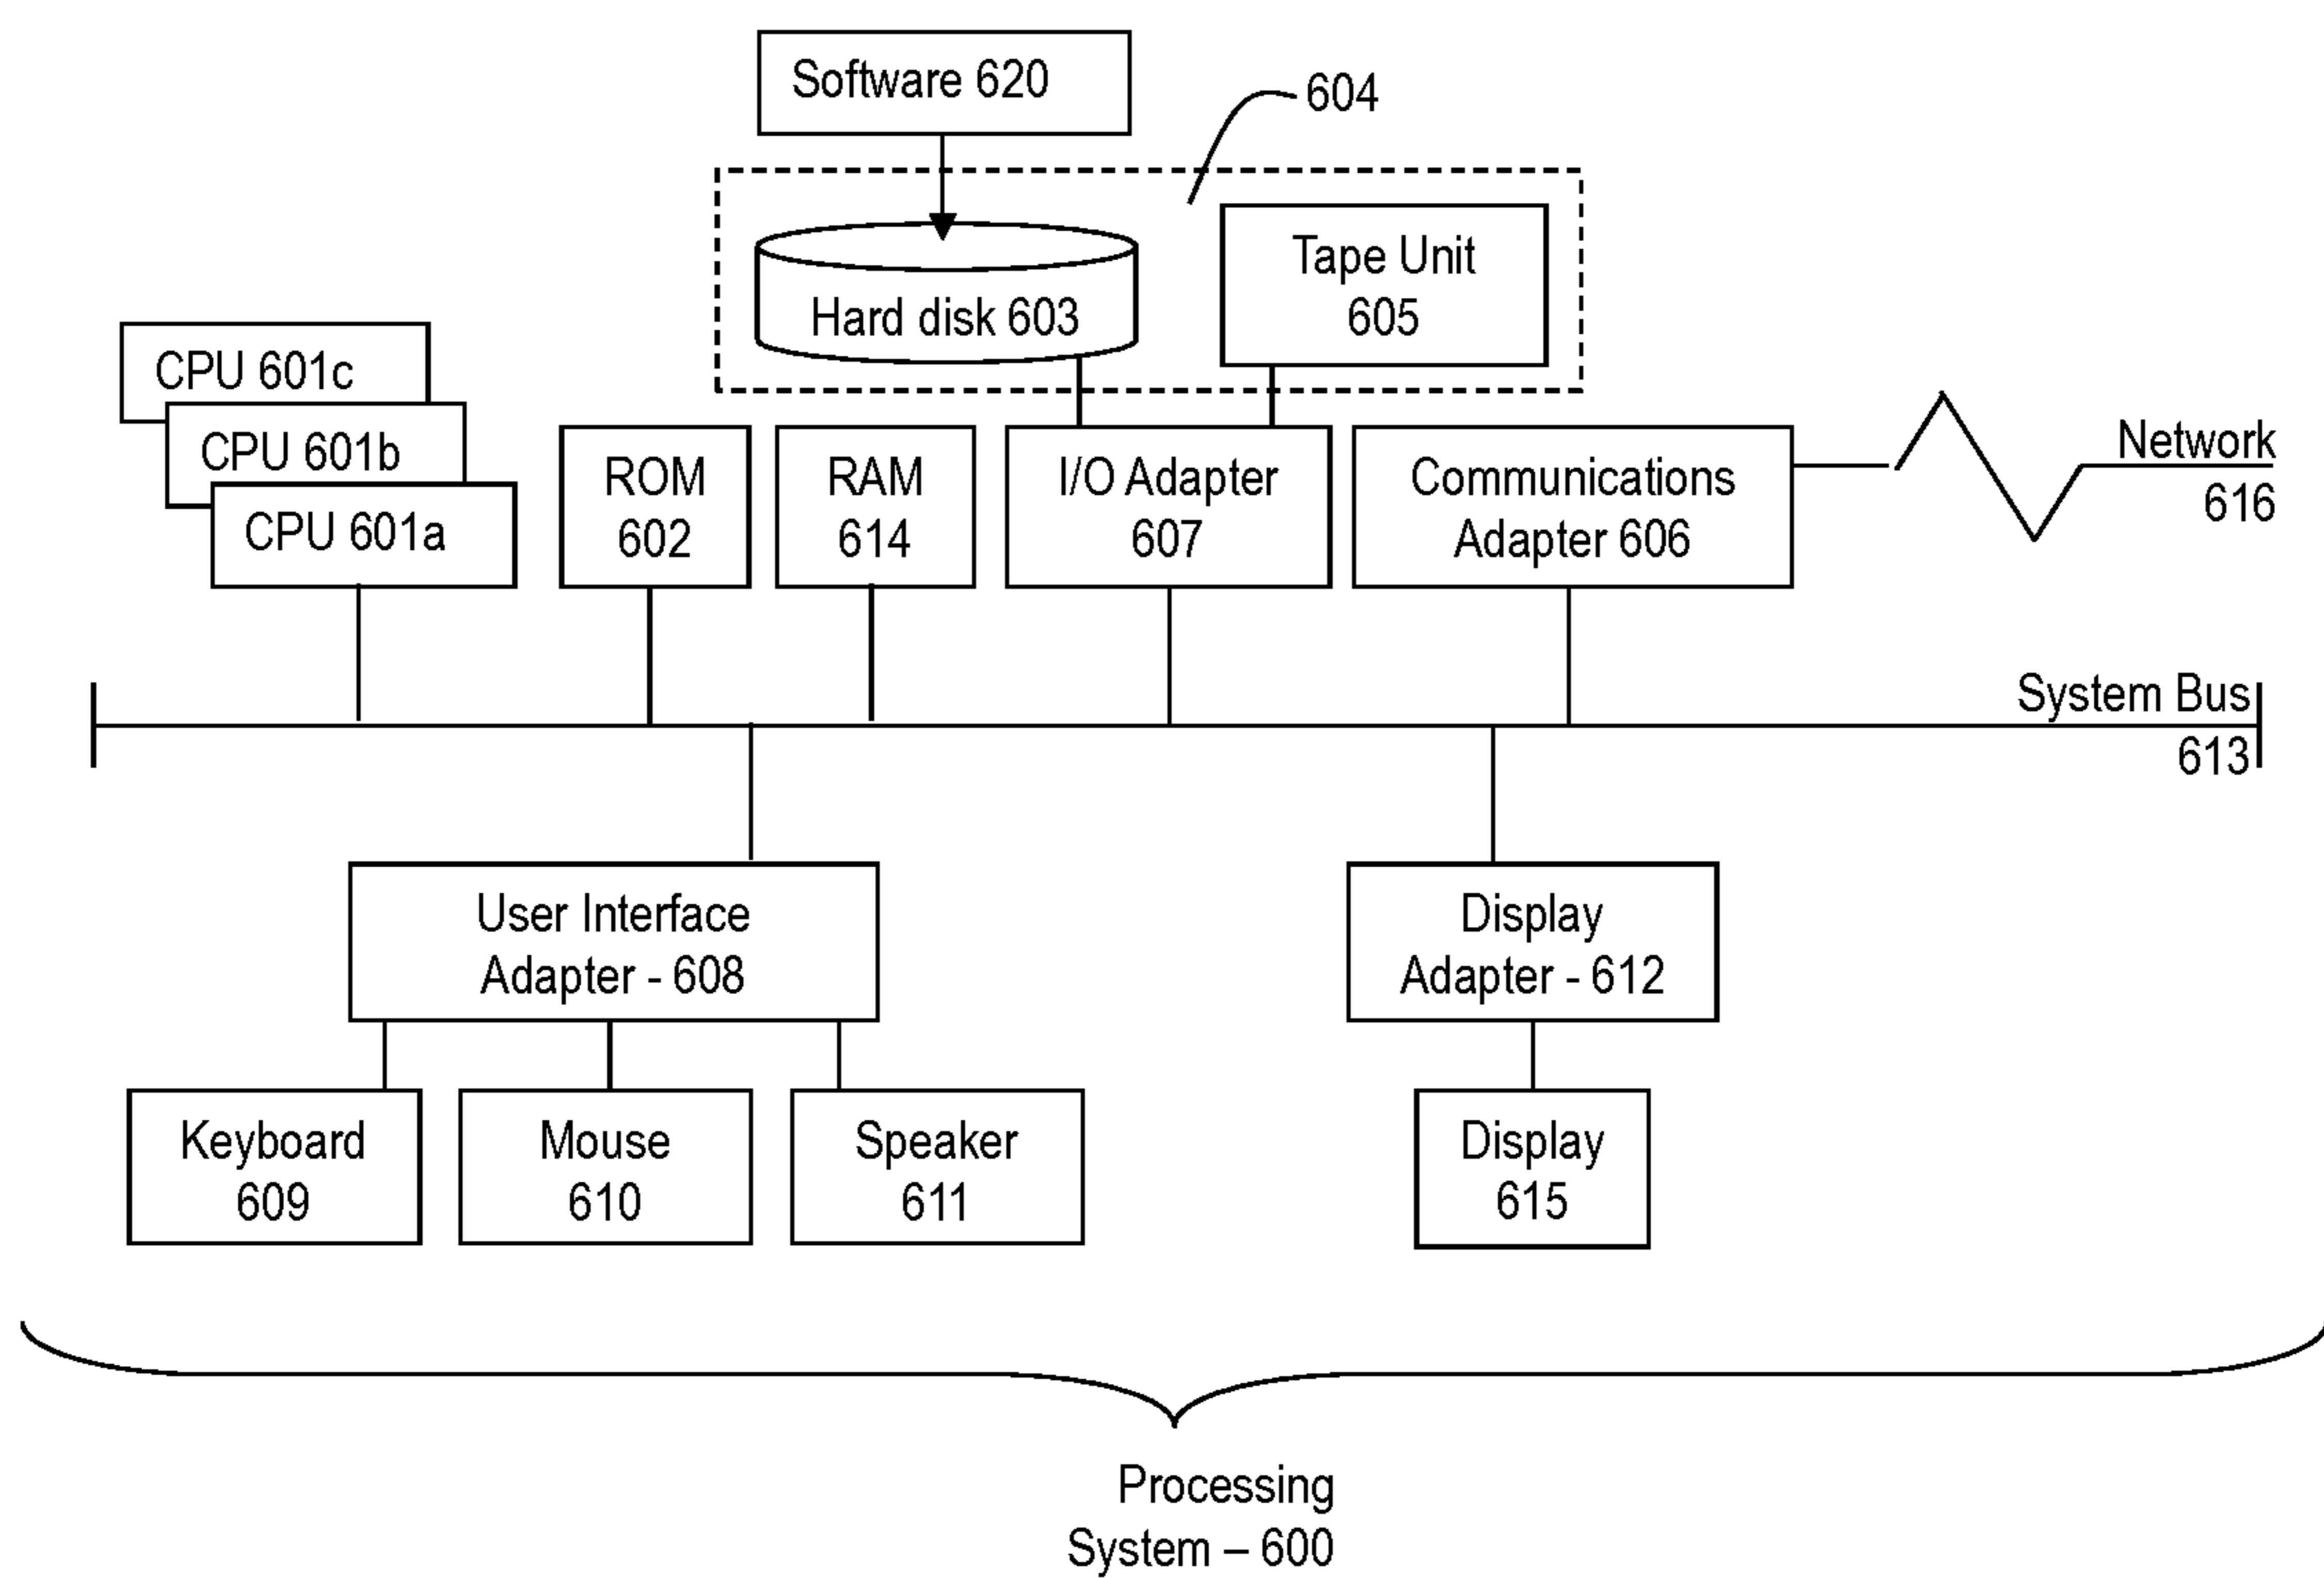 Software 620
604
Hard disk 603
Tape Unit
605
CPU 601c
CPU 601b
CPU 601a
ROM
602
RAM
614
I/O Adapter
607
Communications
Adapter 606
Network
616
System Bus
613
User Interface
Adapter - 608
Display
Adapter - 612
Keyboard
609
Mouse
610
Speaker
611
Display
615
Processing
System – 600